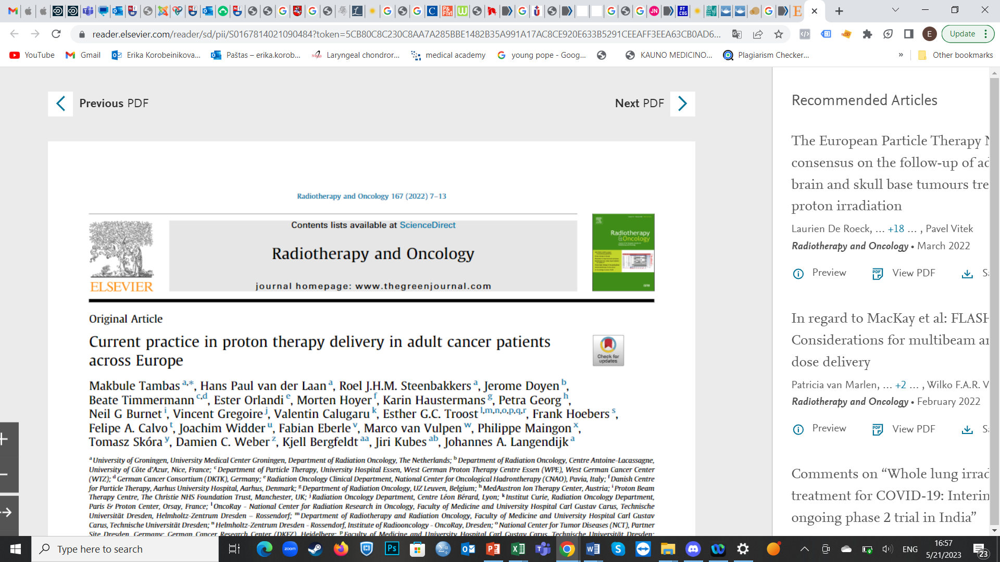 reader.elsevier.com/reader/sd/pii/S0167814021090484?token=5CB80C8C230C8AA7A285BBE1482B35A991A17AC8CE920E633B5291CEEAFF3EEA63CB0AD6...
E
Update
YouTube
Gmail
Erika Korobeinikova...
Paštas – erika.korob...
Laryngeal chondror...
medical academy
young pope - Goog...
KAUNO MEDICINO...
Plagiarism Checker...
»
Other bookmarks
Previous PDF
Next PDF
Radiotherapy and Oncology 167 (2022) 7–13
Contents lists available at ScienceDirect
Radiotherapy and Oncology
journal homepage: www.thegreenjournal.com
ELSEVIER
Radiotherapy
&Oncology
Original Article
Current practice in proton therapy delivery in adult cancer patients
across Europe
Check for
updates
Makbule Tambas a,*, Hans Paul van der Laan a, Roel J.H.M. Steenbakkers a, Jerome Doyen b,
Beate Timmermann c,d, Ester Orlandi e, Morten Hoyer f, Karin Haustermans g, Petra Georg h,
Neil G Burnet i, Vincent Gregoire j, Valentin Calugaru k, Esther G.C. Troost l,m,n,o,p,q,r, Frank Hoebers s,
Felipe A. Calvo t, Joachim Widder u, Fabian Eberle v, Marco van Vulpen w, Philippe Maingon x,
Tomasz Skóra y, Damien C. Weber z, Kjell Bergfeldt aa, Jiri Kubes ab, Johannes A. Langendijk a
a University of Groningen, University Medical Center Groningen, Department of Radiation Oncology, The Netherlands; b Department of Radiation Oncology, Centre Antoine-Lacassagne,
University of Côte d'Azur, Nice, France; c Department of Particle Therapy, University Hospital Essen, West German Proton Therapy Centre Essen (WPE), West German Cancer Center
(WTZ); d German Cancer Consortium (DKTK), Germany; e Radiation Oncology Clinical Department, National Center for Oncological Hadrontherapy (CNAO), Pavia, Italy; f Danish Centre
for Particle Therapy, Aarhus University Hospital, Aarhus, Denmark; g Department of Radiation Oncology, UZ Leuven, Belgium; h MedAustron Ion Therapy Center, Austria; i Proton Beam
Therapy Centre, The Christie NHS Foundation Trust, Manchester, UK; j Radiation Oncology Department, Centre Léon Bérard, Lyon; k Institut Curie, Radiation Oncology Department,
Paris & Proton Center, Orsay, France; l OncoRay - National Center for Radiation Research in Oncology, Faculty of Medicine and University Hospital Carl Gustav Carus, Technische
Universität Dresden, Helmholtz-Zentrum Dresden – Rossendorf; m Department of Radiotherapy and Radiation Oncology, Faculty of Medicine and University Hospital Carl Gustav
Carus, Technische Universität Dresden; n Helmholtz-Zentrum Dresden - Rossendorf, Institute of Radiooncology - OncoRay, Dresden; o National Center for Tumor Diseases (NCT), Partner
Site Dresden, Germany; German Cancer Research Center (DKFZ), Heidelberg; p Faculty of Medicine and University Hospital Carl Gustav Carus, Technische Universität Dresden;
Recommended Articles
The European Particle Therapy N
consensus on the follow-up of ad
brain and skull base tumours tre
proton irradiation
Laurien De Roeck, ... +18 ... , Pavel Vitek
Radiotherapy and Oncology • March 2022
Preview
View PDF
Sa
In regard to MacKay et al: FLASH
Considerations for multibeam an
dose delivery
Patricia van Marlen, ... +2 ... , Wilko F.A.R. V
Radiotherapy and Oncology • February 2022
Preview
View PDF
Sa
Comments on “Whole lung irrad
treatment for COVID-19: Interin
ongoing phase 2 trial in India”
Type here to search
ENG
16:57
5/21/2023
23